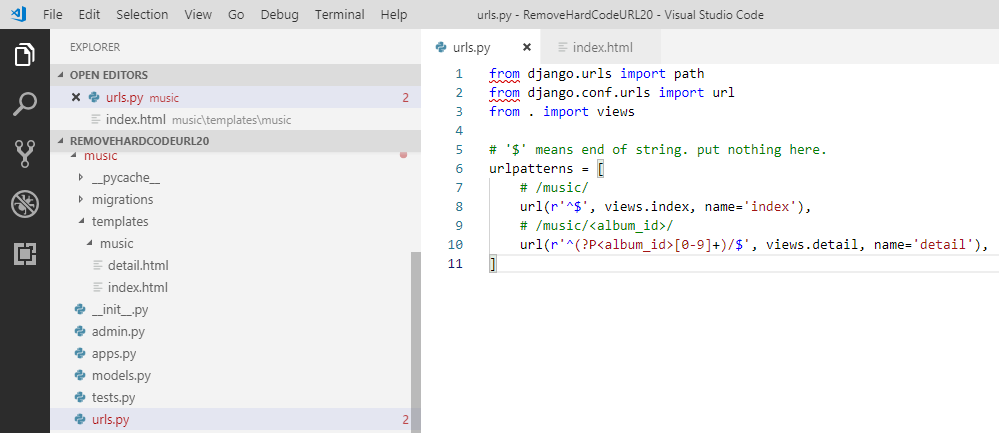 File Edit Selection View Go Debug Terminal Help urls.py - RemoveHardCodeURL20 - Visual Studio Code
EXPLORER
OPEN EDITORS
urls.py music 2
index.html music\templates\music
REMOVEHARDCODEURL20
music
__pycache__
migrations
templates
music
detail.html
index.html
__init__.py
admin.py
apps.py
models.py
tests.py
urls.py 2
urls.py index.html
1 from django.urls import path
2 from django.conf.urls import url
3 from . import views
4
5 # '$' means end of string. put nothing here.
6 urlpatterns = [
7 # /music/
8 url(r'^$', views.index, name='index'),
9 # /music/<album_id>/
10 url(r'^(?P<album_id>[0-9]+)/$', views.detail, name='detail'),
11 ]